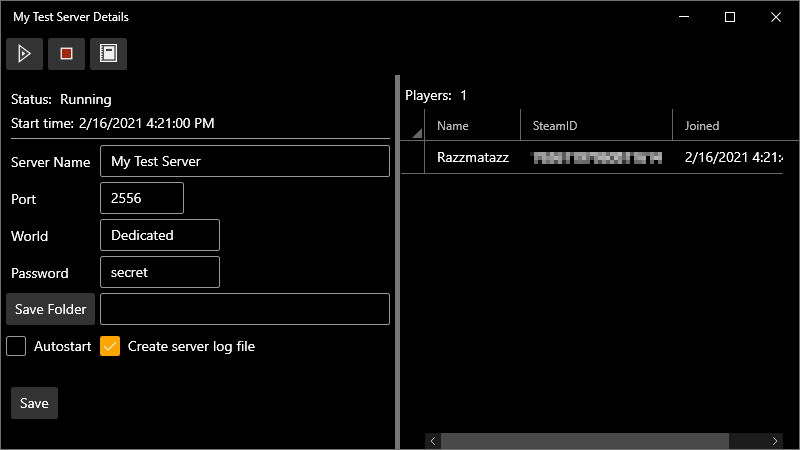 My Test Server Details
Status: Running
Start time: 2/16/2021 4:21:00 PM
Server Name My Test Server
Port 2556
World Dedicated
Password secret
Save Folder
Autostart Create server log file
Save
Players: 1
Name SteamID Joined
Razzmatazz 2/16/2021 4:21: